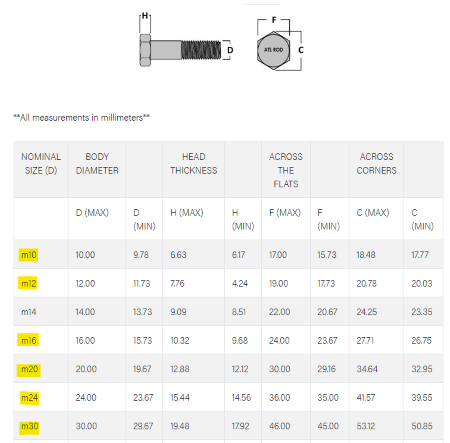 H
F
D
ATL ROD
C
**All measurements in millimeters**
NOMINAL SIZE (D) BODY DIAMETER HEAD THICKNESS ACROSS THE FLATS ACROSS CORNERS
D (MAX) D (MIN) H (MAX) H (MIN) F (MAX) F (MIN) C (MAX) C (MIN)
m10 10.00 9.78 6.63 6.17 17.00 15.73 18.48 17.77
m12 12.00 11.73 7.76 4.24 19.00 17.73 20.78 20.03
m14 14.00 13.73 9.09 8.51 22.00 20.67 24.25 23.35
m16 16.00 15.73 10.32 9.68 24.00 23.67 27.71 26.75
m20 20.00 19.67 12.88 12.12 30.00 29.16 34.64 32.95
m24 24.00 23.67 15.44 14.56 36.00 35.00 41.57 39.55
m30 30.00 29.67 19.48 17.92 46.00 45.00 53.12 50.85